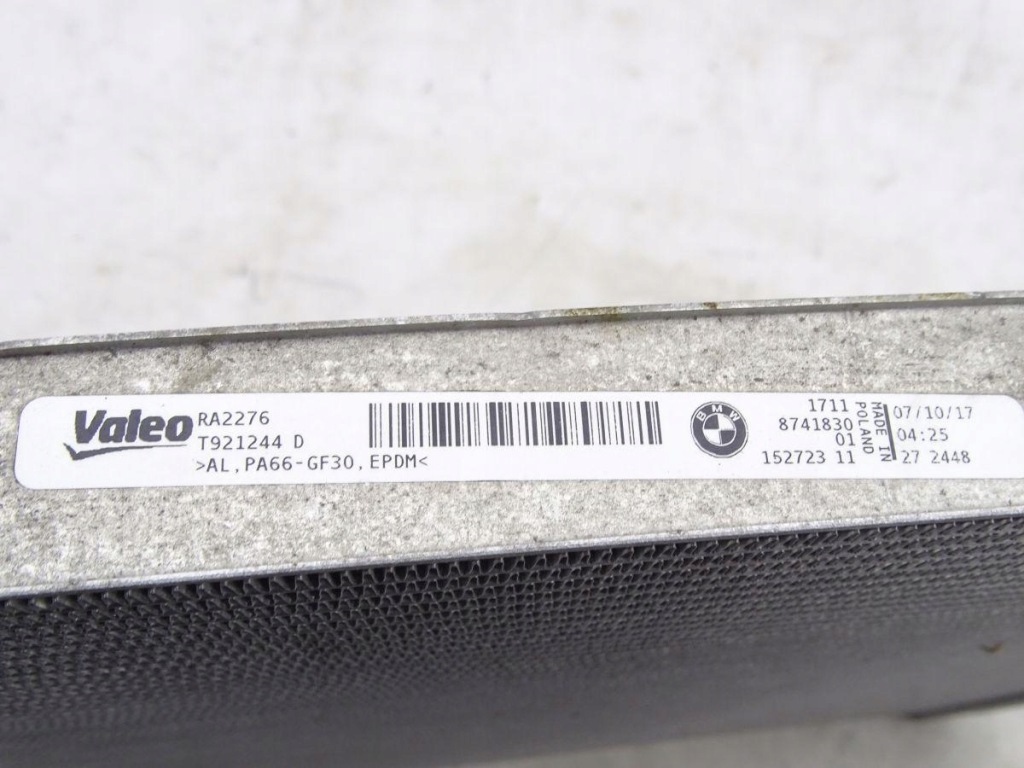 Valeo RA2276
T921244 D
>AL,PA66-GF30,EPDM<
BMW
1711
8741830
01
152723 11
MADE IN
POLAND
07/10/17
04:25
27 2448